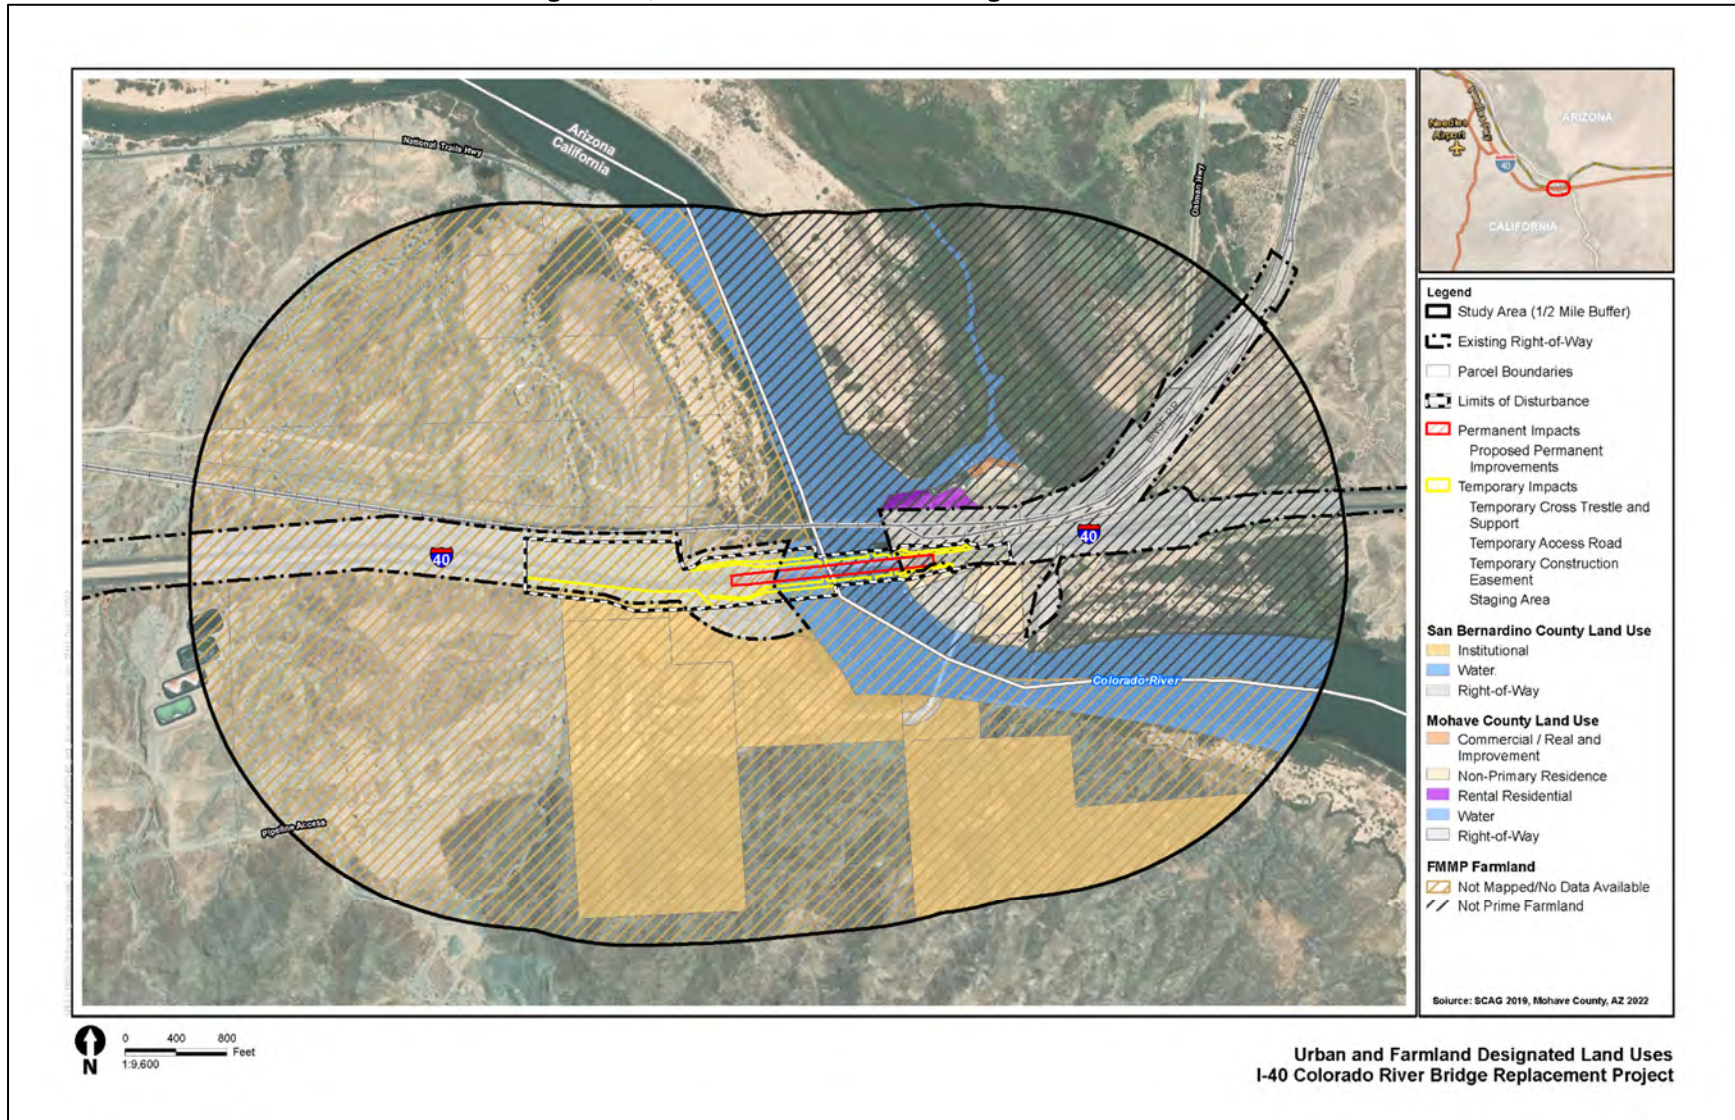 Arizona
California
National Trails Hwy
Oatman Hwy
Railroad
BNSF RR
40
40
Colorado River
Pipeline Access
Needles
Airport
ARIZONA
40
CALIFORNIA
Legend
Study Area (1/2 Mile Buffer)
Existing Right-of-Way
Parcel Boundaries
Limits of Disturbance
Permanent Impacts
Proposed Permanent
Improvements
Temporary Impacts
Temporary Cross Trestle and
Support
Temporary Access Road
Temporary Construction
Easement
Staging Area
San Bernardino County Land Use
Institutional
Water.
Right-of-Way
Mohave County Land Use
Commercial / Real and
Improvement
Non-Primary Residence
Rental Residential
Water
Right-of-Way
FMMP Farmland
Not Mapped/No Data Available
Not Prime Farmland
Soiurce: SCAG 2019, Mohave County, AZ 2022
N
0 400 800
Feet
1:9,600
Urban and Farmland Designated Land Uses
I-40 Colorado River Bridge Replacement Project